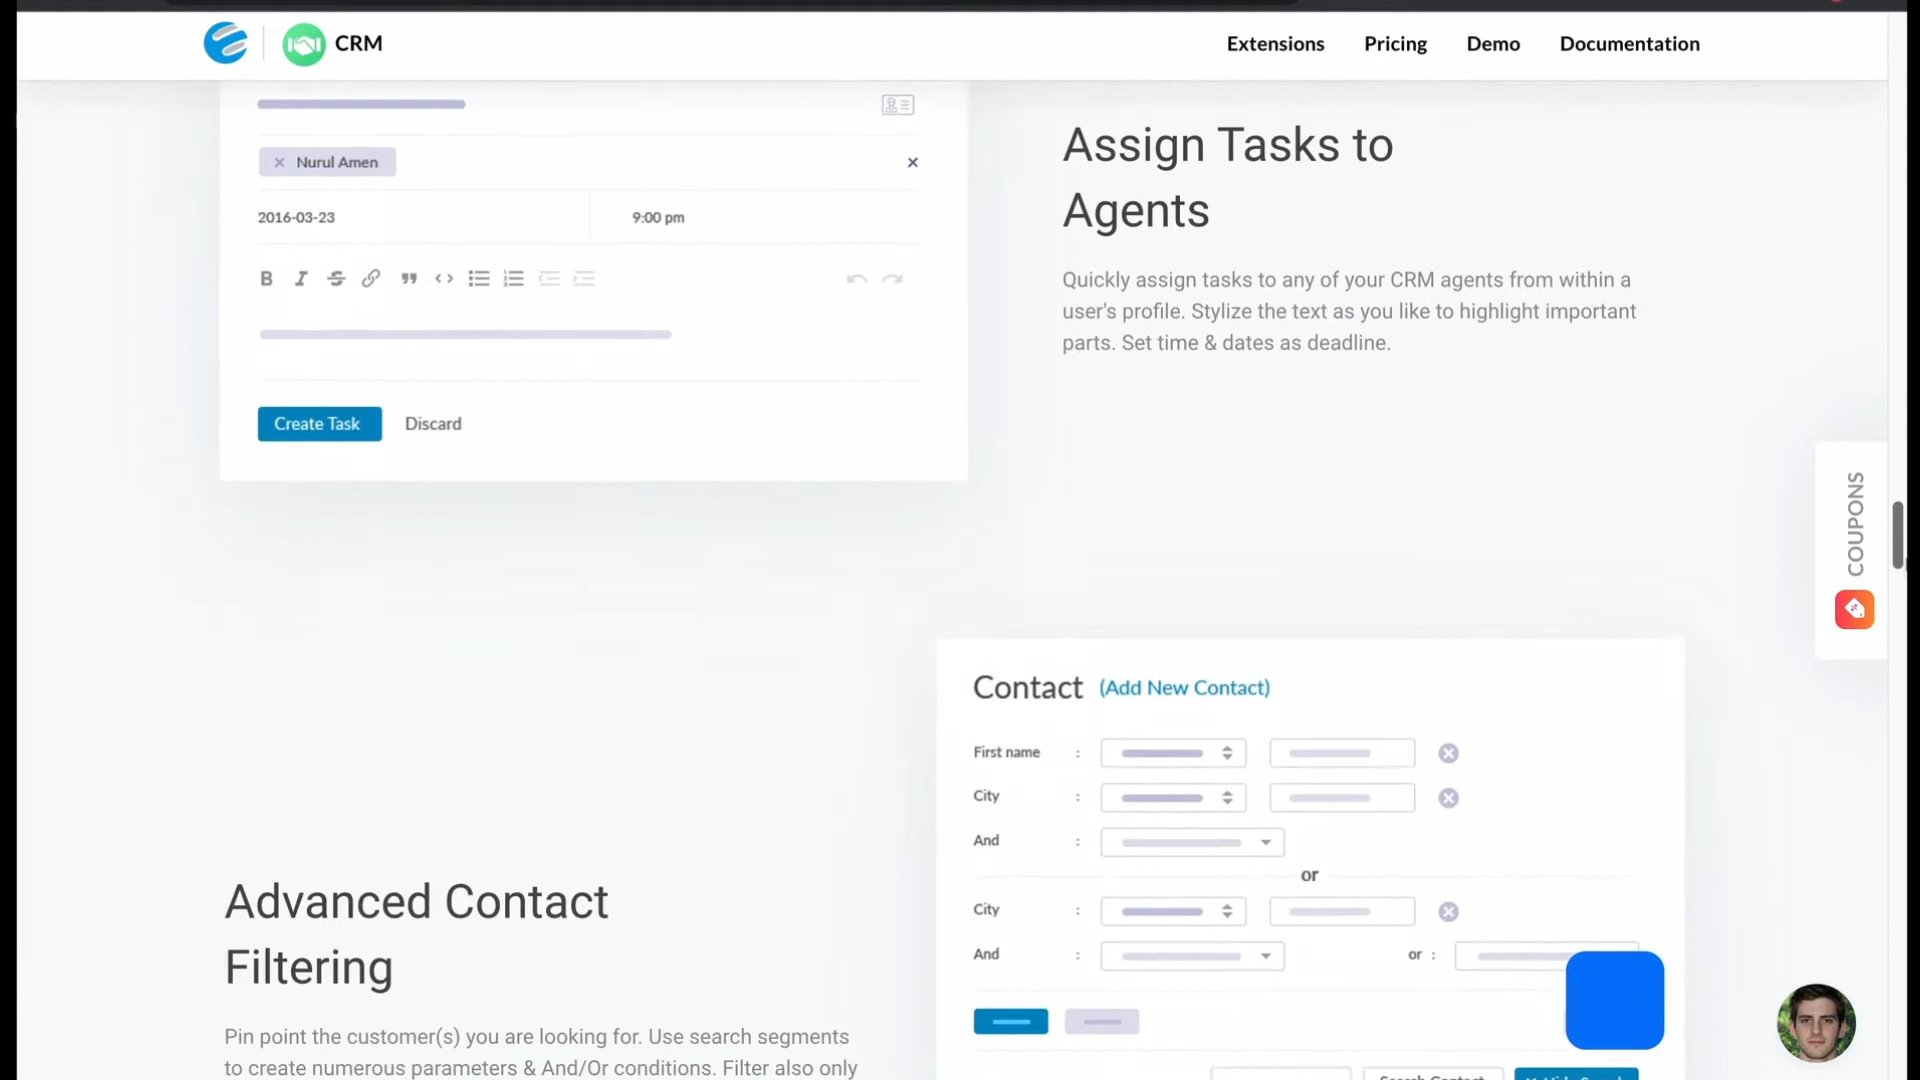 CRM
Extensions
Pricing
Demo
Documentation
Nurul Amen
2016-03-23
9:00 pm
Create Task
Discard
Assign Tasks to
Agents
Quickly assign tasks to any of your CRM agents from within a
user's profile. Stylize the text as you like to highlight important
parts. Set time & dates as deadline.
COUPONS
Advanced Contact
Filtering
Pin point the customer(s) you are looking for. Use search segments
to create numerous parameters & And/Or conditions. Filter also only
Contact (Add New Contact)
First name :
City :
And :
or
City :
And :
or :
Search Contact